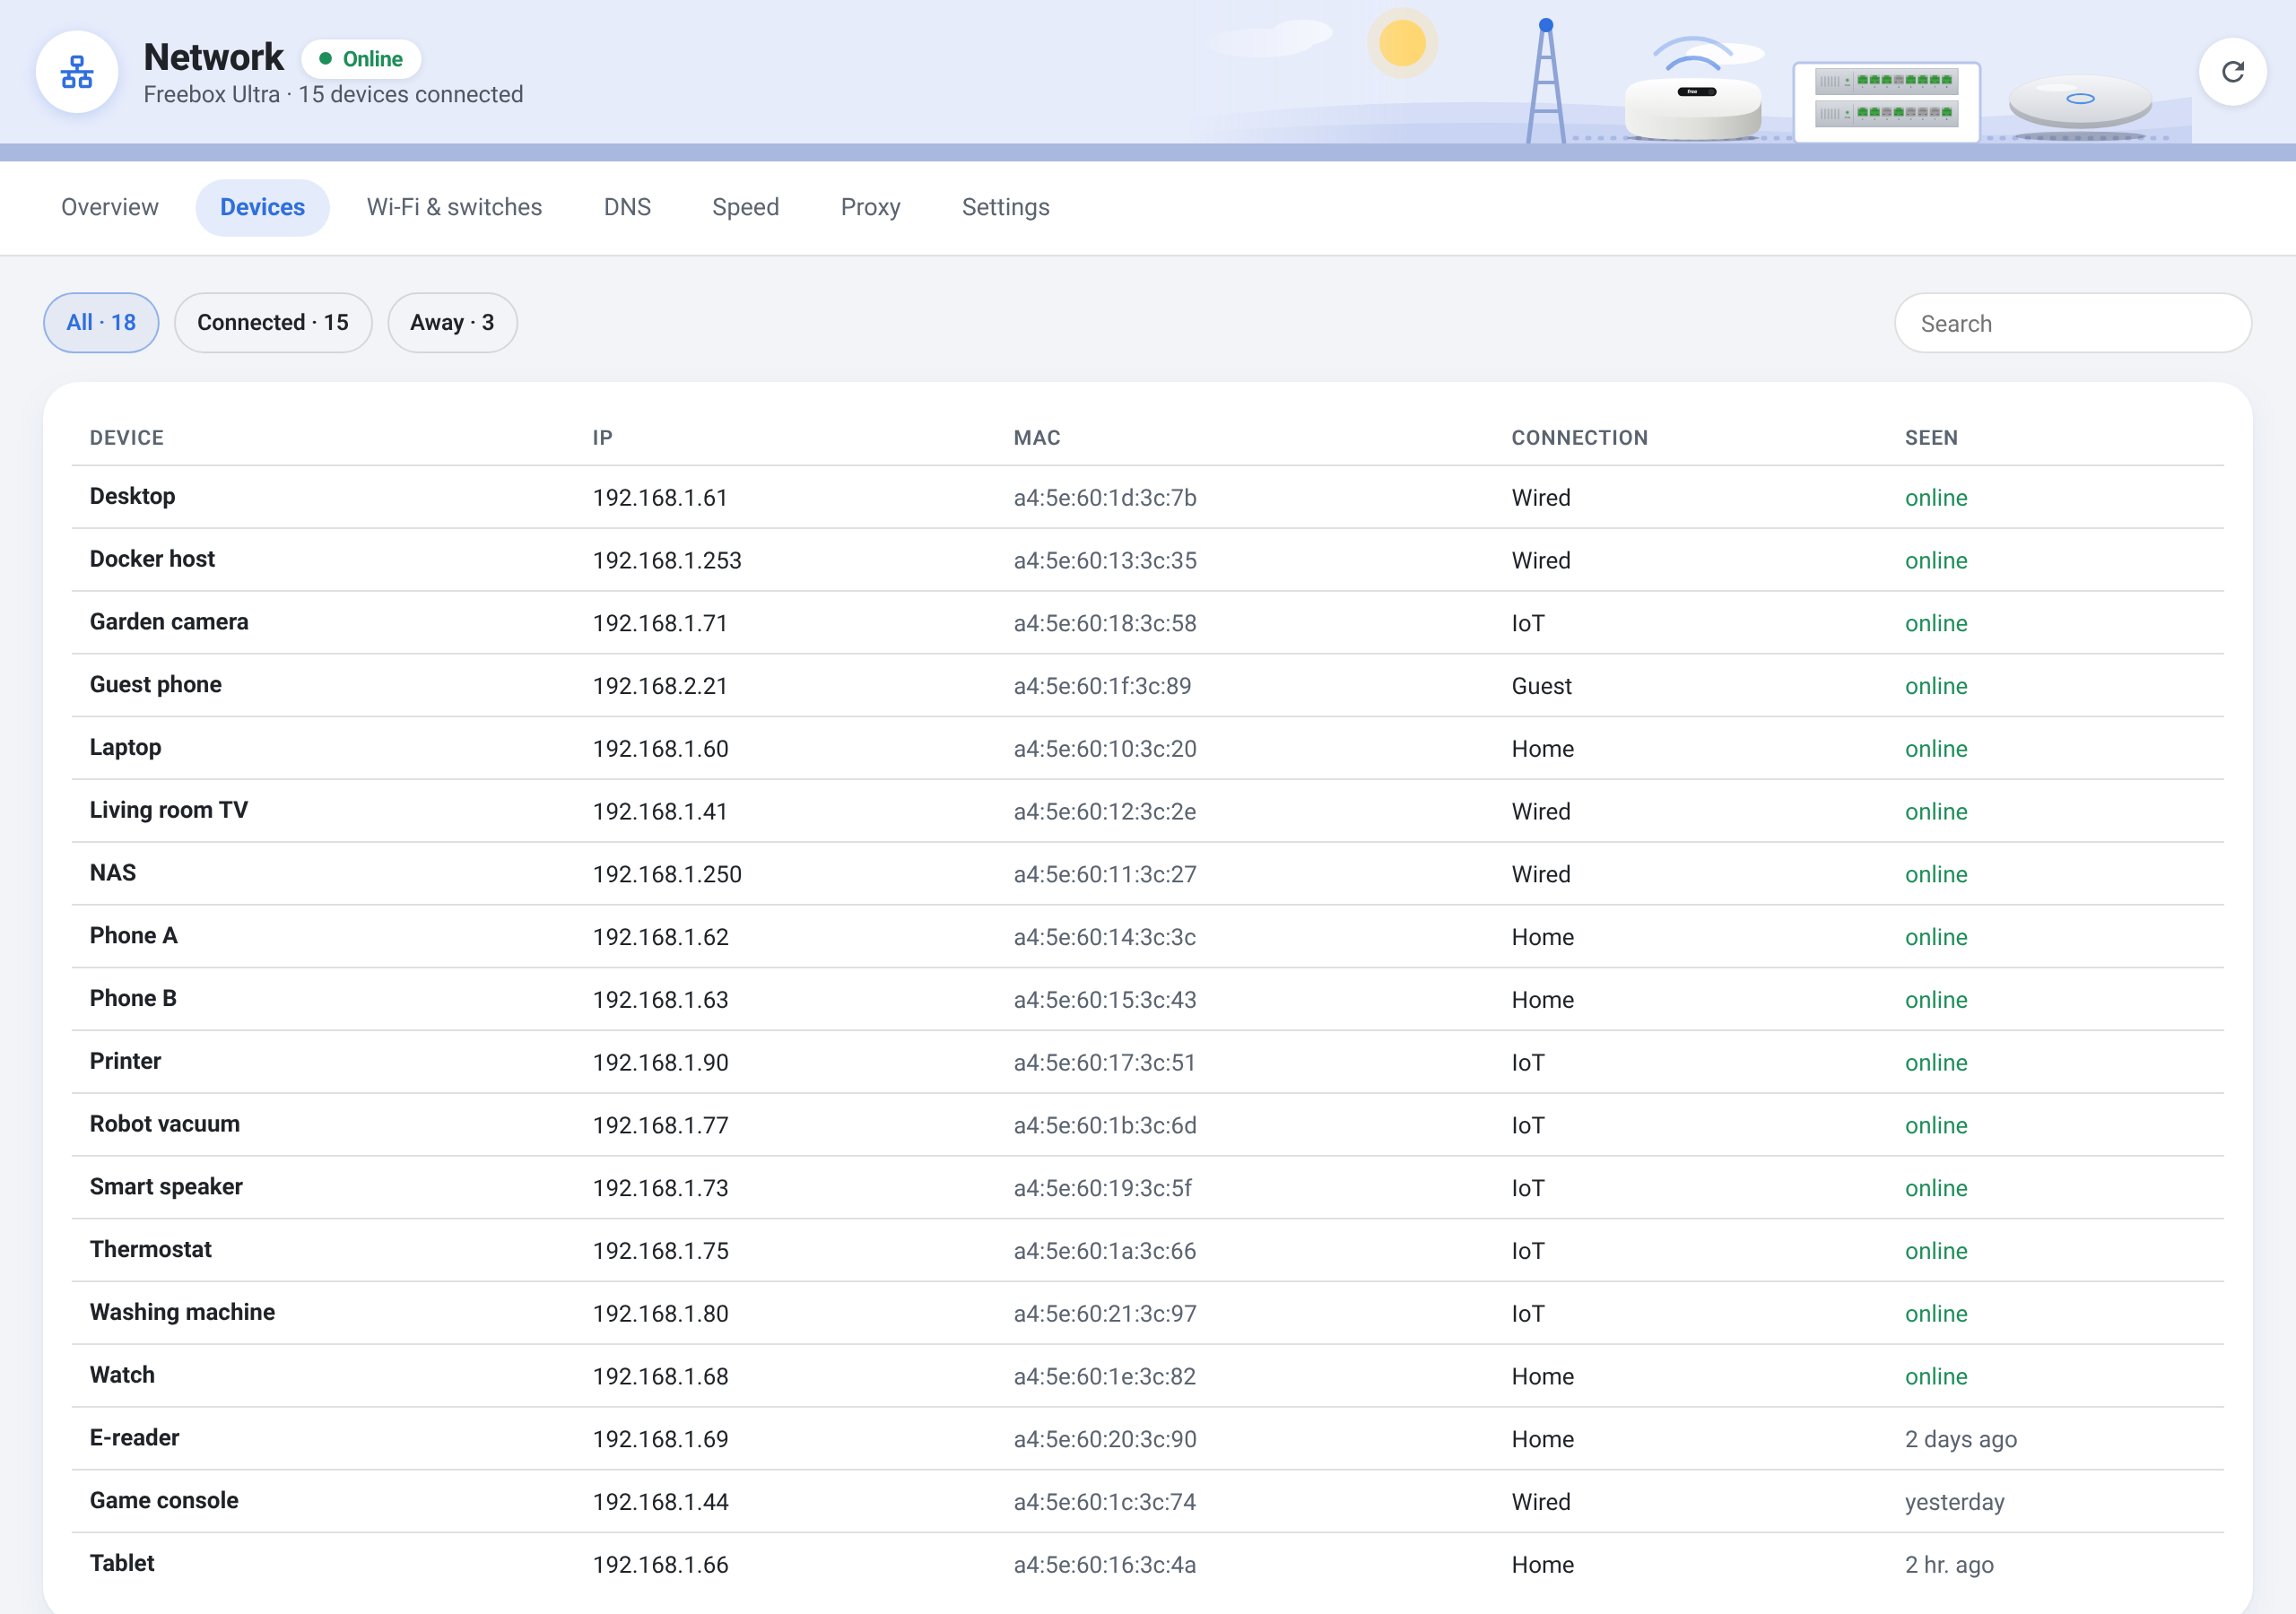 Network
Online
Freebox Ultra · 15 devices connected
free
Overview Devices Wi-Fi & switches DNS Speed Proxy Settings
All · 18 Connected · 15 Away · 3 Search
DEVICE IP MAC CONNECTION SEEN
Desktop 192.168.1.61 a4:5e:60:1d:3c:7b Wired online
Docker host 192.168.1.253 a4:5e:60:13:3c:35 Wired online
Garden camera 192.168.1.71 a4:5e:60:18:3c:58 IoT online
Guest phone 192.168.2.21 a4:5e:60:1f:3c:89 Guest online
Laptop 192.168.1.60 a4:5e:60:10:3c:20 Home online
Living room TV 192.168.1.41 a4:5e:60:12:3c:2e Wired online
NAS 192.168.1.250 a4:5e:60:11:3c:27 Wired online
Phone A 192.168.1.62 a4:5e:60:14:3c:3c Home online
Phone B 192.168.1.63 a4:5e:60:15:3c:43 Home online
Printer 192.168.1.90 a4:5e:60:17:3c:51 IoT online
Robot vacuum 192.168.1.77 a4:5e:60:1b:3c:6d IoT online
Smart speaker 192.168.1.73 a4:5e:60:19:3c:5f IoT online
Thermostat 192.168.1.75 a4:5e:60:1a:3c:66 IoT online
Washing machine 192.168.1.80 a4:5e:60:21:3c:97 IoT online
Watch 192.168.1.68 a4:5e:60:1e:3c:82 Home online
E-reader 192.168.1.69 a4:5e:60:20:3c:90 Home 2 days ago
Game console 192.168.1.44 a4:5e:60:1c:3c:74 Wired yesterday
Tablet 192.168.1.66 a4:5e:60:16:3c:4a Home 2 hr. ago